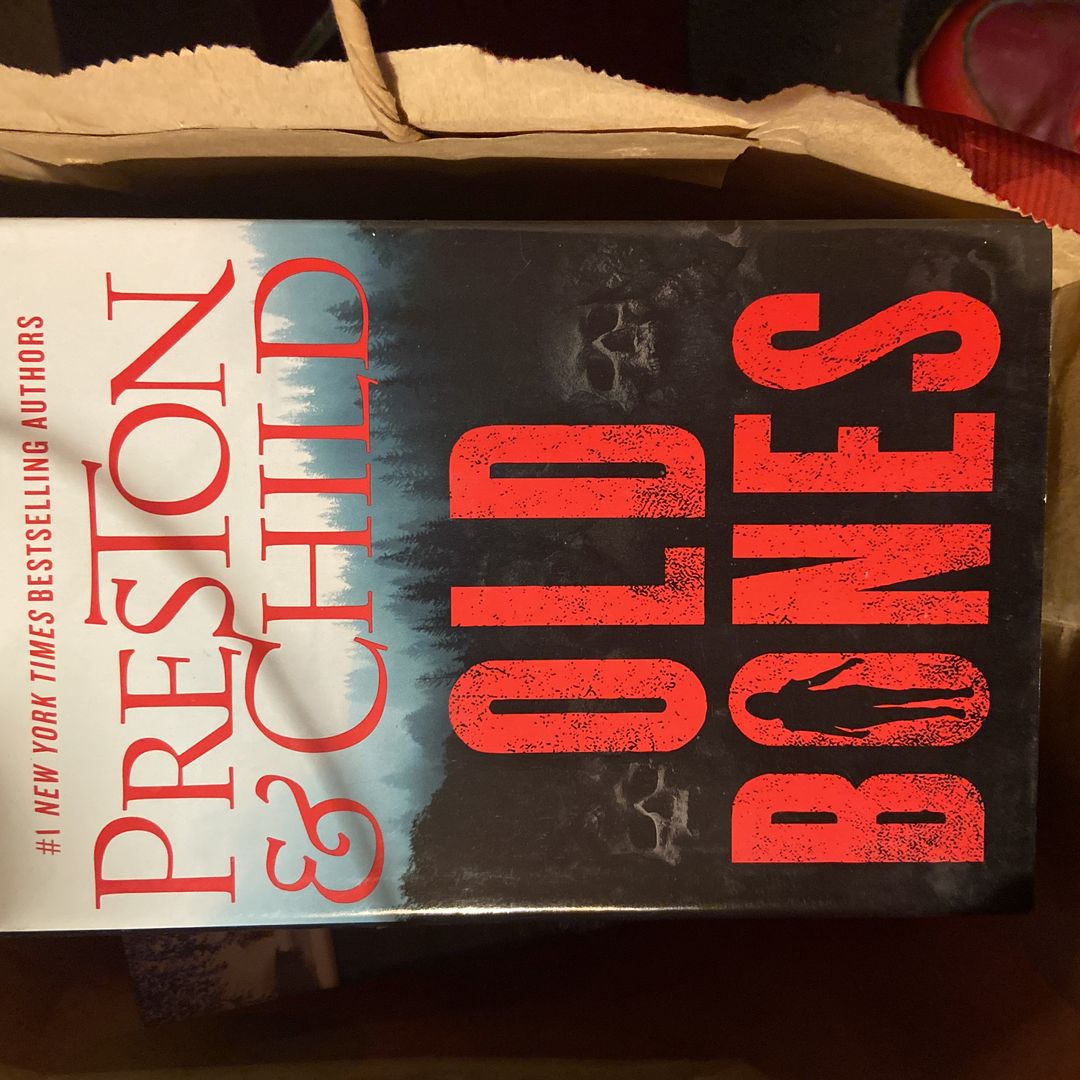 #1 NEW YORK TIMES BESTSELLING AUTHORS
PRESTON
& CHILD
OLD
BONES